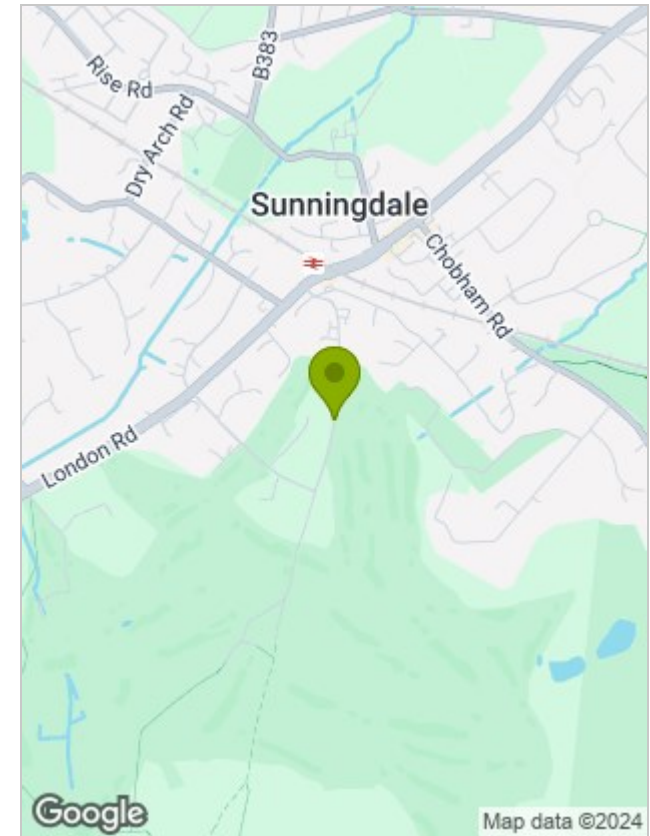 B383
Rise Rd
Dry Arch Rd
Sunningdale
Chobham Rd
London Rd
Google
Map data ©2024